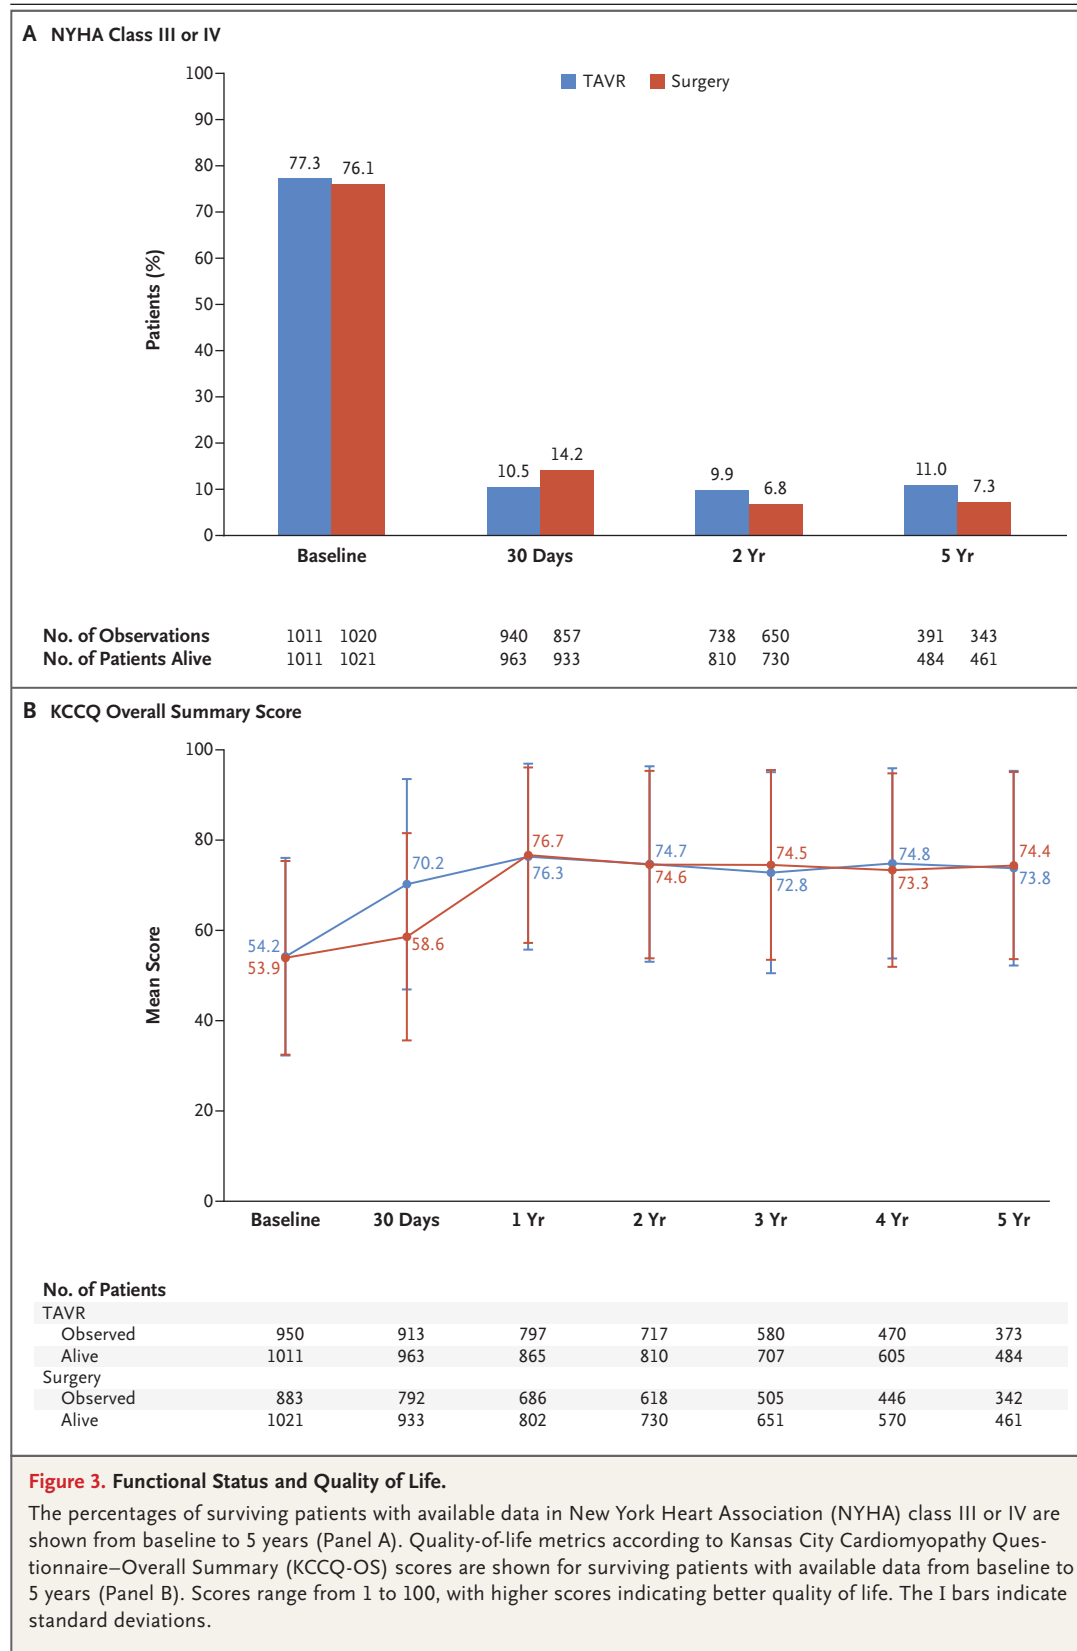 A NYHA Class III or IV
100
TAVR Surgery
90
80
77.3 76.1
70
60
50
40
30
20
10
0
Patients (%)
10.5 14.2
9.9 6.8
11.0 7.3
Baseline 30 Days 2 Yr 5 Yr
No. of Observations 1011 1020 940 857 738 650 391 343
No. of Patients Alive 1011 1021 963 933 810 730 484 461
B KCCQ Overall Summary Score
100
80
60
40
20
0
Mean Score
54.2
53.9
70.2
58.6
76.7
76.3
74.7
74.6
74.5
72.8
74.8
73.3
74.4
73.8
Baseline 30 Days 1 Yr 2 Yr 3 Yr 4 Yr 5 Yr
No. of Patients
TAVR
Observed 950 913 797 717 580 470 373
Alive 1011 963 865 810 707 605 484
Surgery
Observed 883 792 686 618 505 446 342
Alive 1021 933 802 730 651 570 461
Figure 3. Functional Status and Quality of Life.
The percentages of surviving patients with available data in New York Heart Association (NYHA) class III or IV are
shown from baseline to 5 years (Panel A). Quality-of-life metrics according to Kansas City Cardiomyopathy Ques-
tionnaire–Overall Summary (KCCQ-OS) scores are shown for surviving patients with available data from baseline to
5 years (Panel B). Scores range from 1 to 100, with higher scores indicating better quality of life. The I bars indicate
standard deviations.